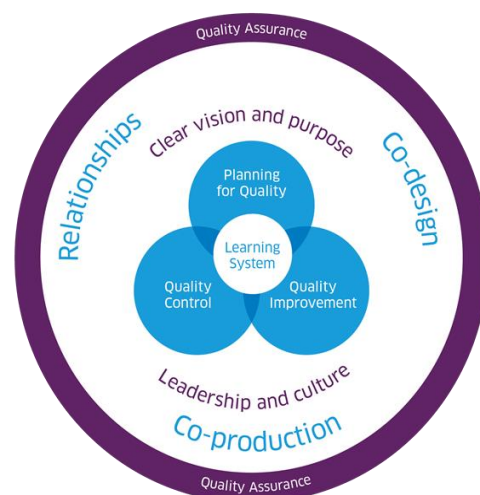 Quality Assurance
Clear vision and purpose
Relationships
Co-design
Planning
for Quality
Learning
System
Quality
Control
Quality
Improvement
Leadership and culture
Co-production
Quality Assurance